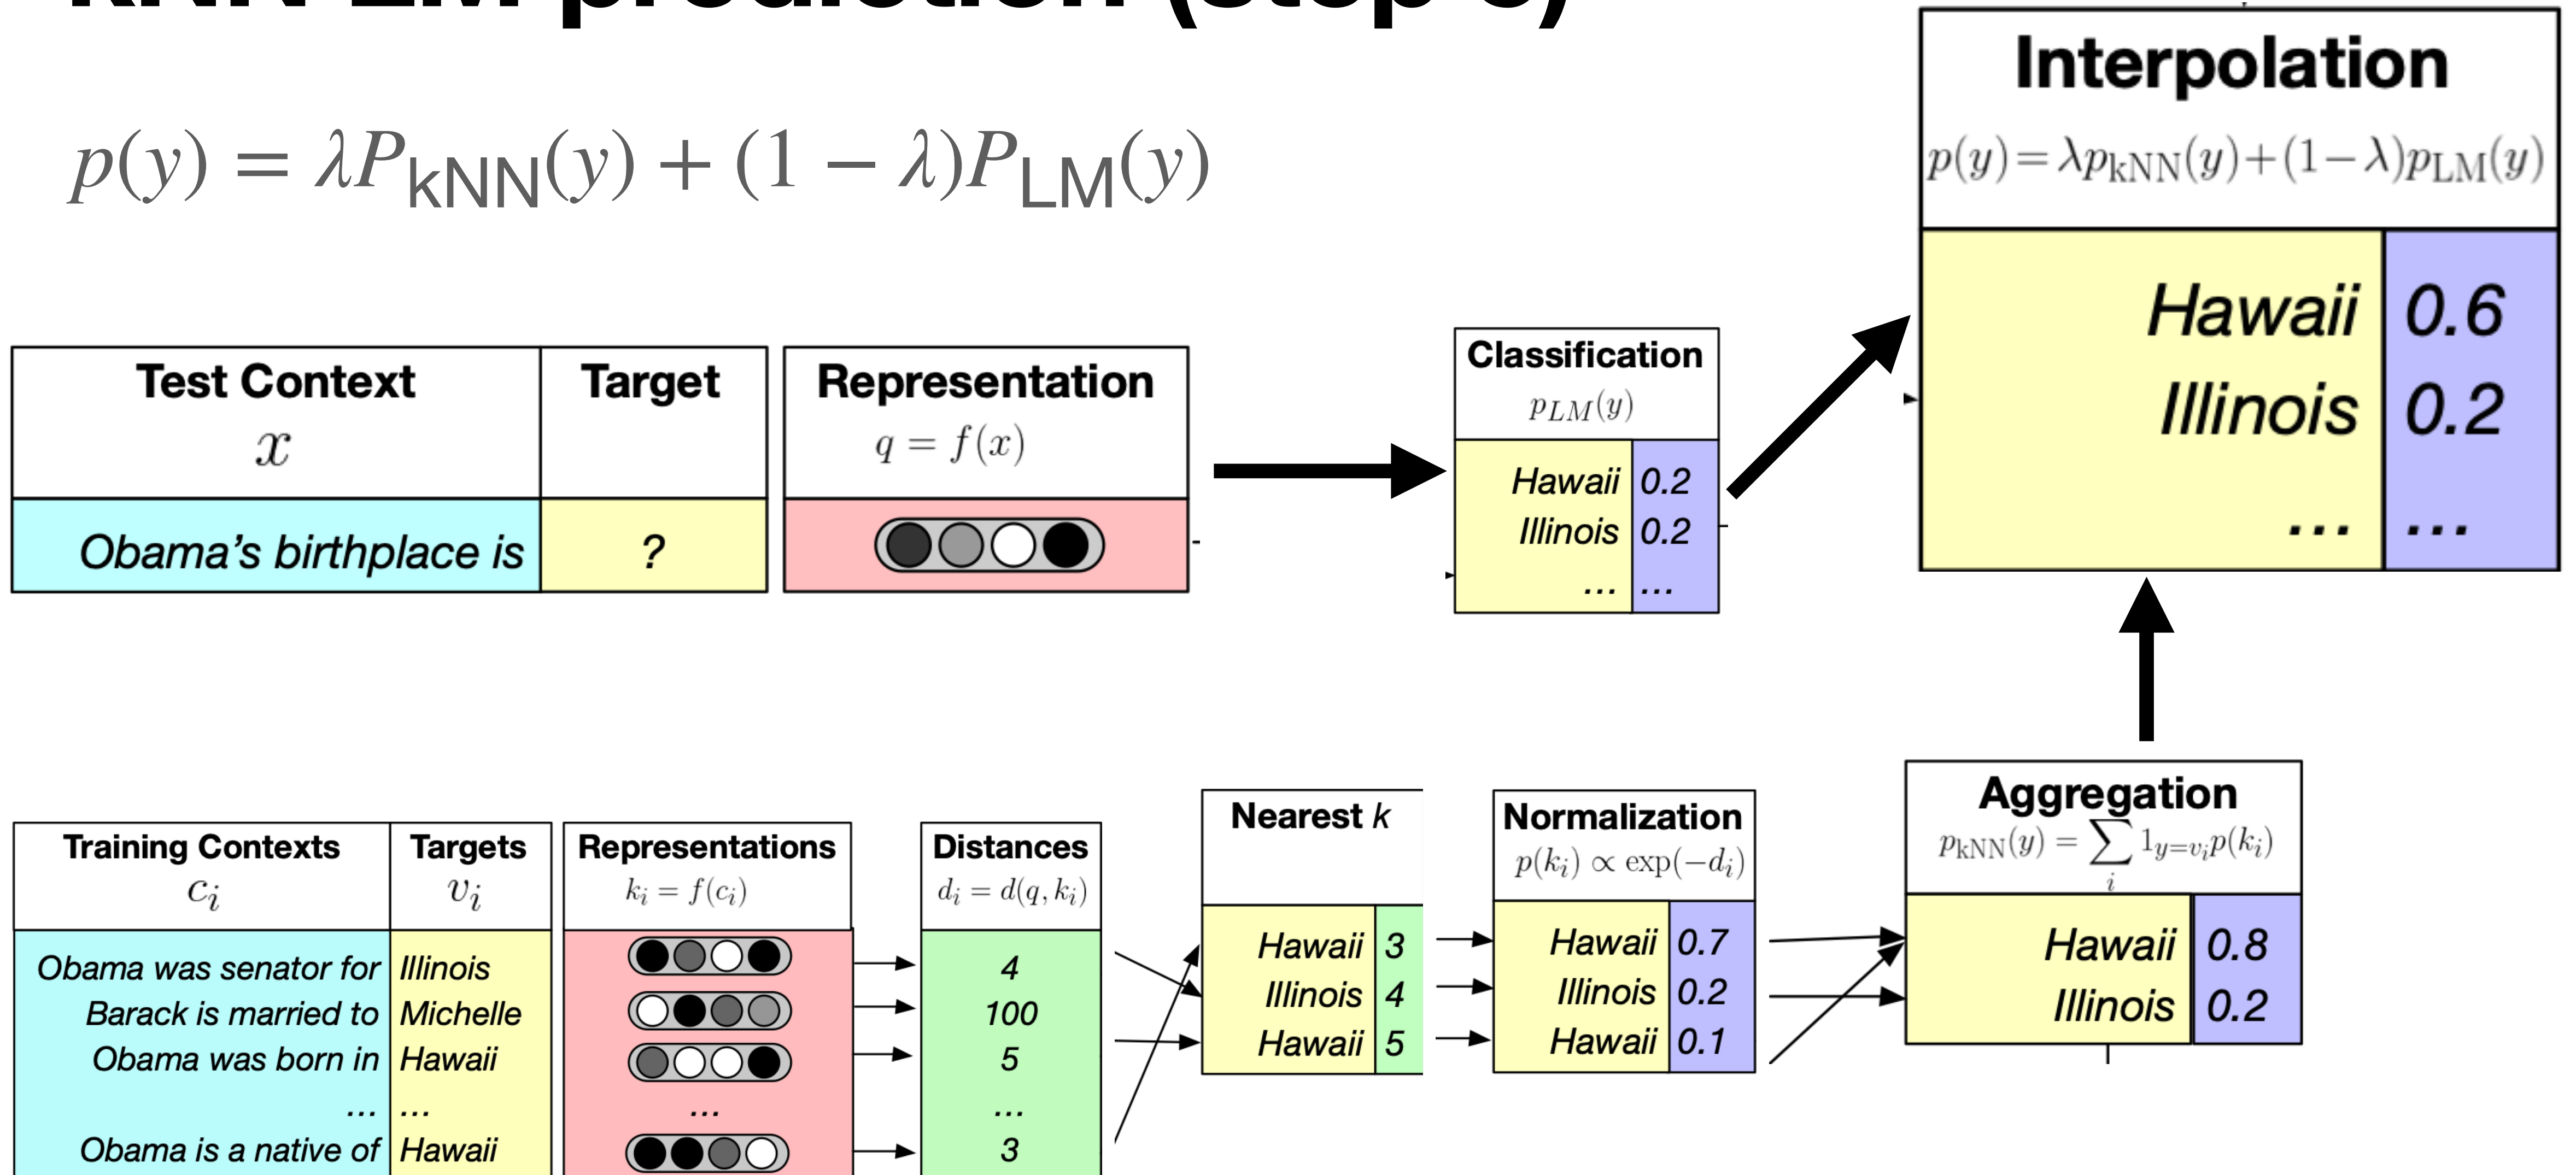 kNN-LM prediction (step 3)
p(y) = λP_kNN(y) + (1 − λ)P_LM(y)
Interpolation
p(y) = λp_kNN(y)+(1−λ)p_LM(y)
Hawaii 0.6
Illinois 0.2
... ...
Test Context Target
x
Obama's birthplace is ?
Representation
q = f(x)
Classification
p_LM(y)
Hawaii 0.2
Illinois 0.2
... ...
Training Contexts Targets
c_i v_i
Obama was senator for Illinois
Barack is married to Michelle
Obama was born in Hawaii
... ...
Obama is a native of Hawaii
Representations
k_i = f(c_i)
...
Distances
d_i = d(q, k_i)
4
100
5
...
3
Nearest k
Hawaii 3
Illinois 4
Hawaii 5
Normalization
p(k_i) ∝ exp(−d_i)
Hawaii 0.7
Illinois 0.2
Hawaii 0.1
Aggregation
p_kNN(y) = ∑_i 1_{y=v_i} p(k_i)
Hawaii 0.8
Illinois 0.2